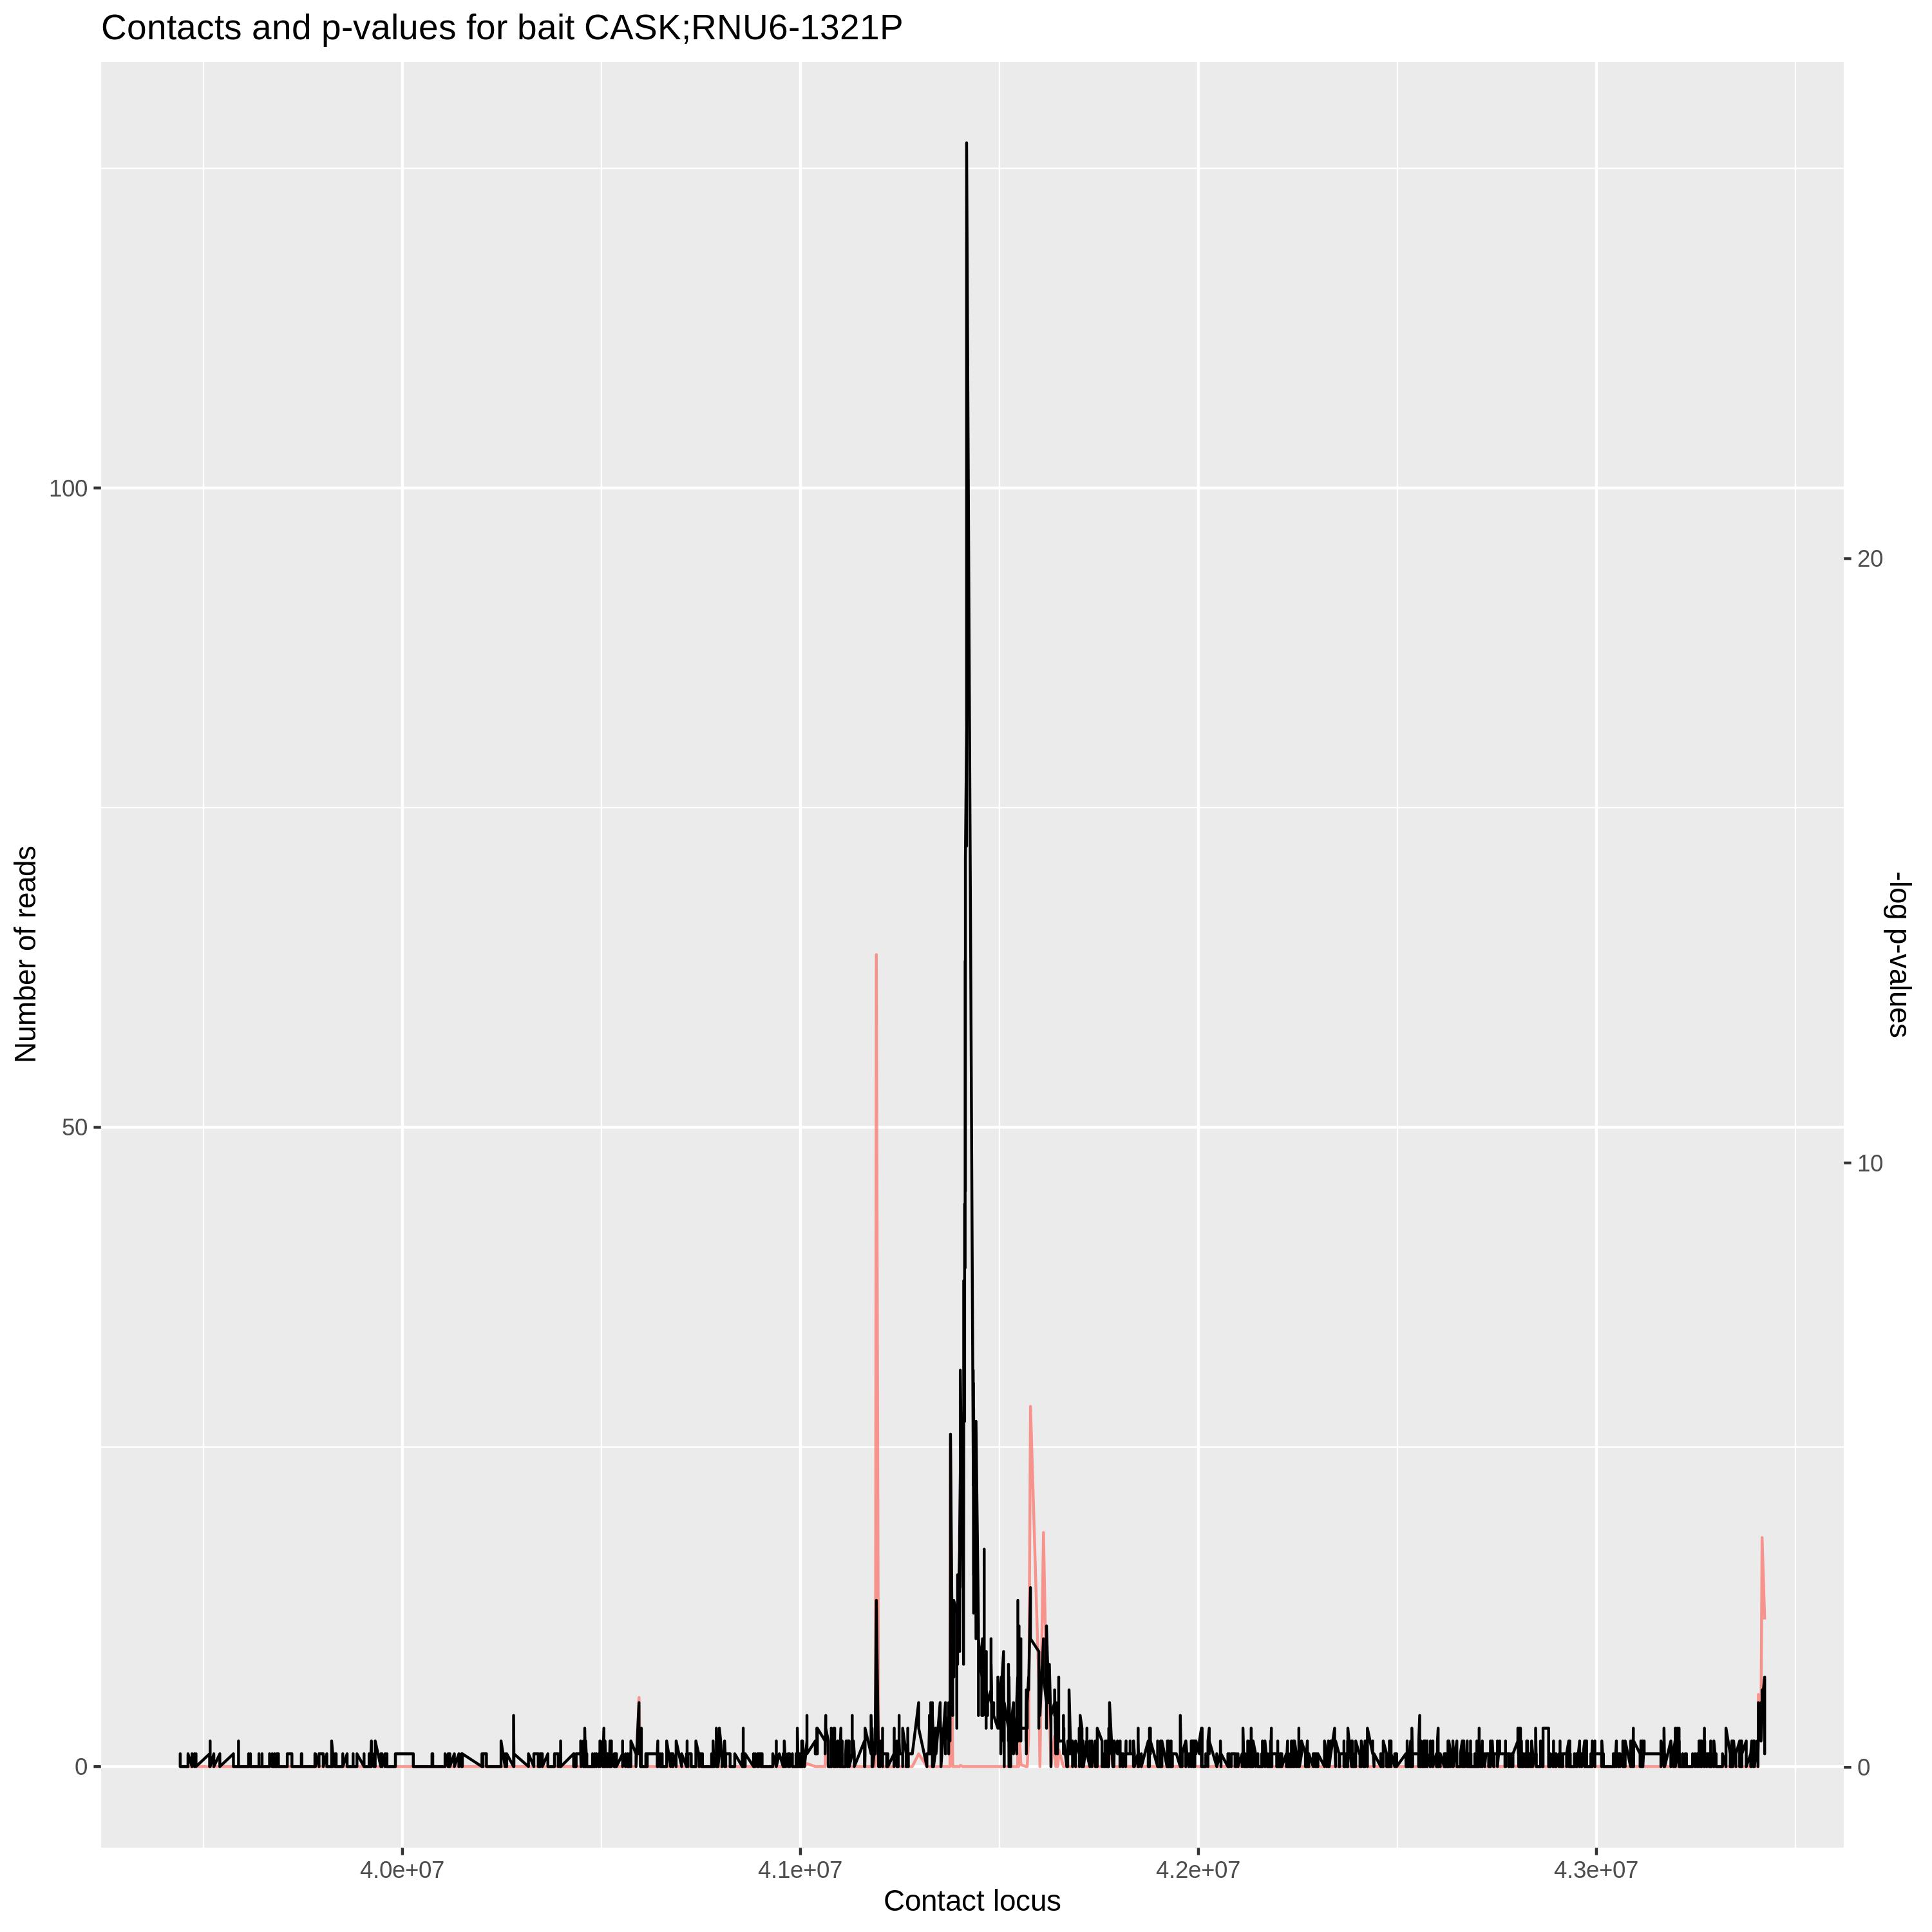 Contacts and p-values for bait CASK;RNU6-1321P
Number of reads
100
50
0
20
10
0
-log p-values
4.0e+07 4.1e+07 4.2e+07 4.3e+07
Contact locus